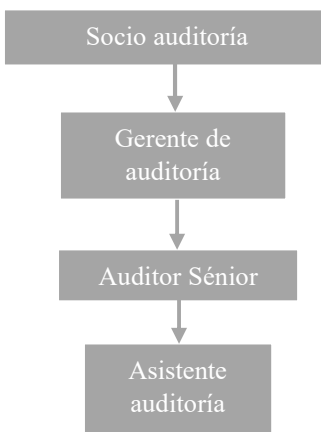 Socio auditoría
Gerente de
auditoría
Auditor Sénior
Asistente
auditoría